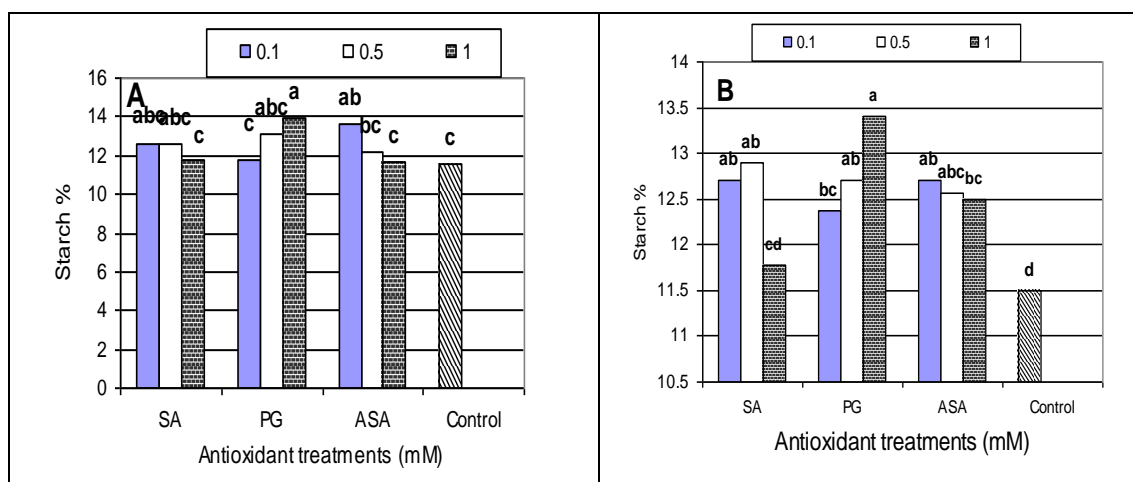 0.1 0.5 1
A
16
14
12
10
8
6
4
2
0
Starch %
abc abc c
c abc a
ab bc c
c
SA PG ASA Control
Antioxidant treatments (mM)
0.1 0.5 1
B
14
13.5
13
12.5
12
11.5
11
10.5
Starch %
ab ab cd
bc ab a
ab abc bc
d
SA PG ASA Control
Antioxidant treatments (mM)